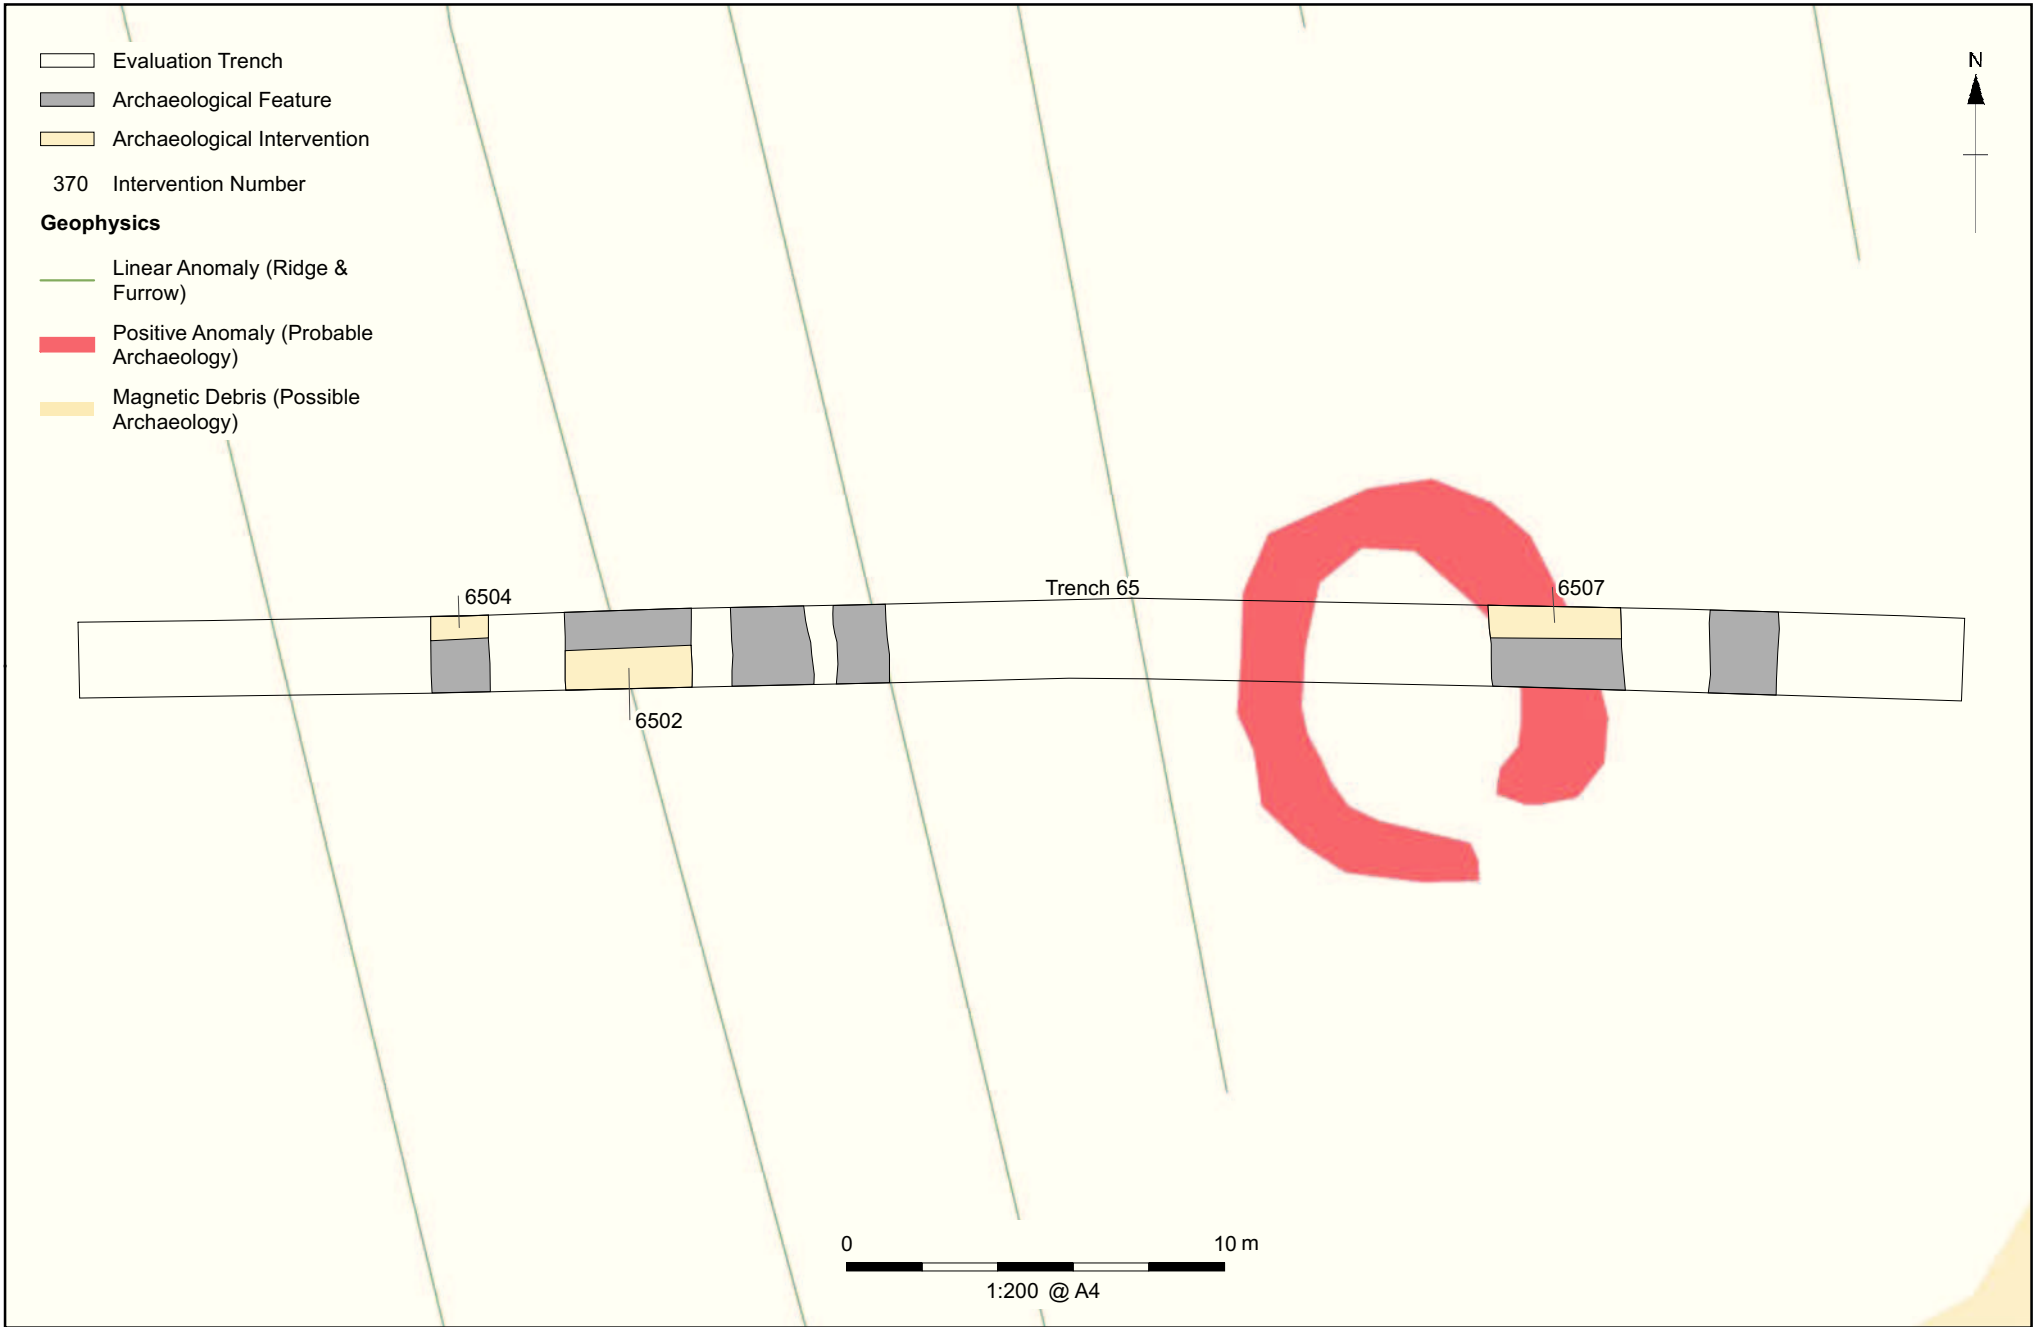 Evaluation Trench
Archaeological Feature
Archaeological Intervention
370 Intervention Number
Geophysics
Linear Anomaly (Ridge &
Furrow)
Positive Anomaly (Probable
Archaeology)
Magnetic Debris (Possible
Archaeology)
N
Trench 65
6504
6507
6502
0 10 m
1:200 @ A4